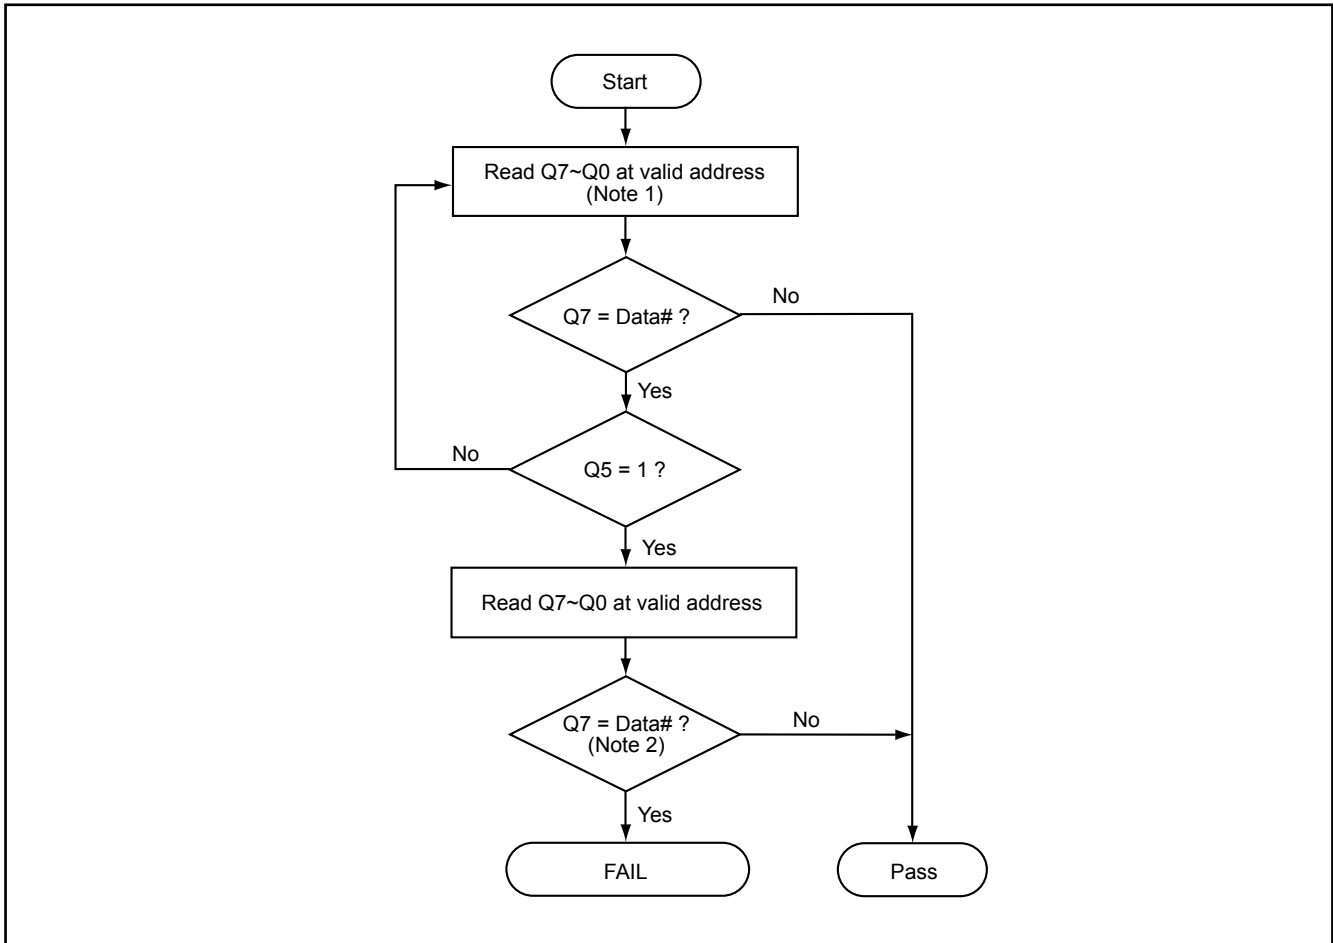 Start
Read Q7~Q0 at valid address
(Note 1)
Q7 = Data# ?
No
Yes
Q5 = 1 ?
No
Yes
Read Q7~Q0 at valid address
Q7 = Data# ?
(Note 2)
No
Yes
FAIL
Pass